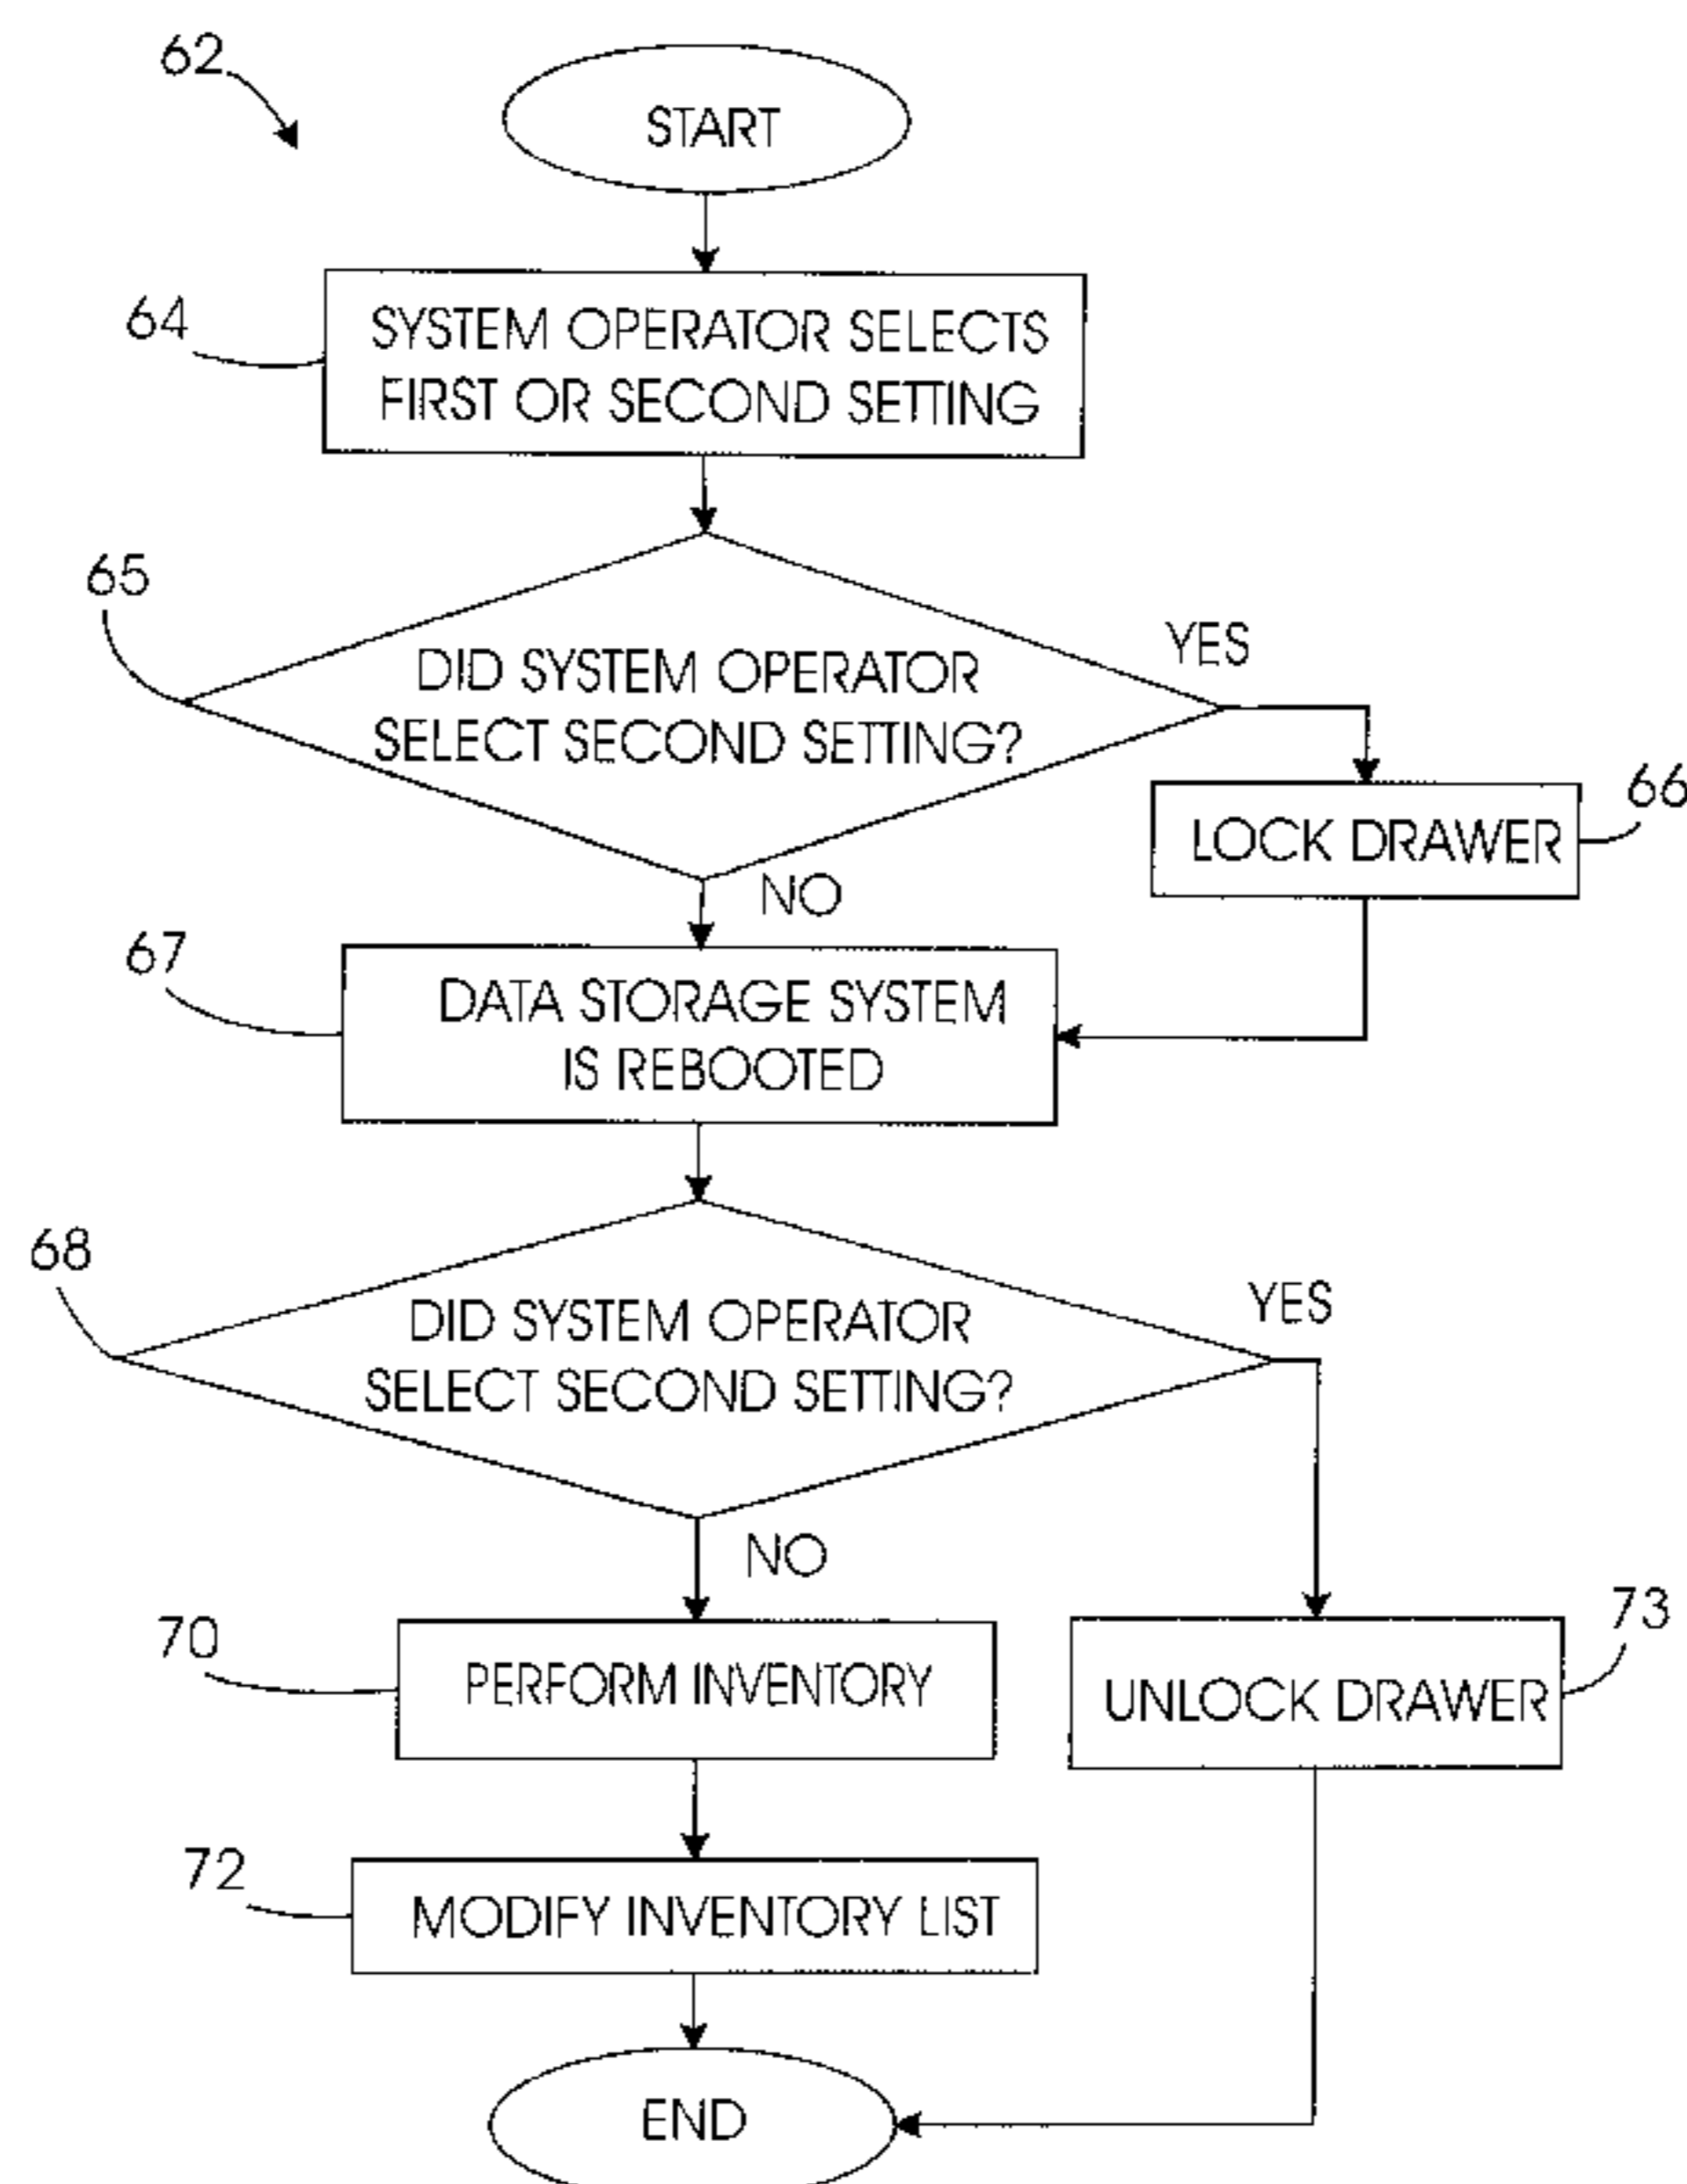 62
START
64
SYSTEM OPERATOR SELECTS
FIRST OR SECOND SETTING
65
DID SYSTEM OPERATOR
SELECT SECOND SETTING?
YES
LOCK DRAWER
66
NO
67
DATA STORAGE SYSTEM
IS REBOOTED
68
DID SYSTEM OPERATOR
SELECT SECOND SETTING?
YES
NO
70
PERFORM INVENTORY
73
UNLOCK DRAWER
72
MODIFY INVENTORY LIST
END